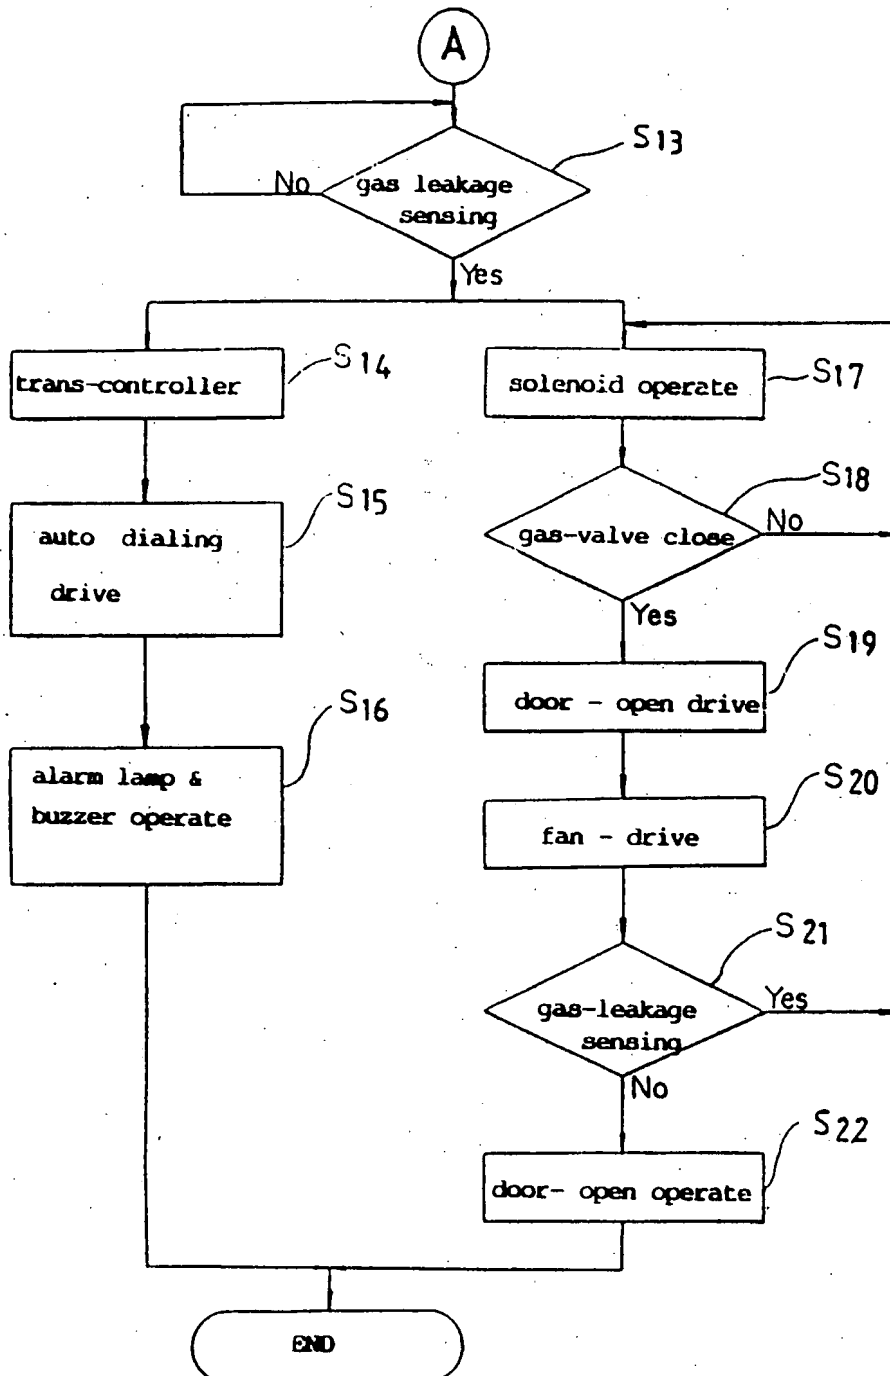 A
S13
No
gas leakage
sensing
Yes
trans-controller
S14
solenoid operate
S17
auto dialing
drive
S15
gas-valve close
S18
No
Yes
door - open drive
S19
alarm lamp &
buzzer operate
S16
fan - drive
S20
gas-leakage
sensing
S21
Yes
No
door- open operate
S22
END